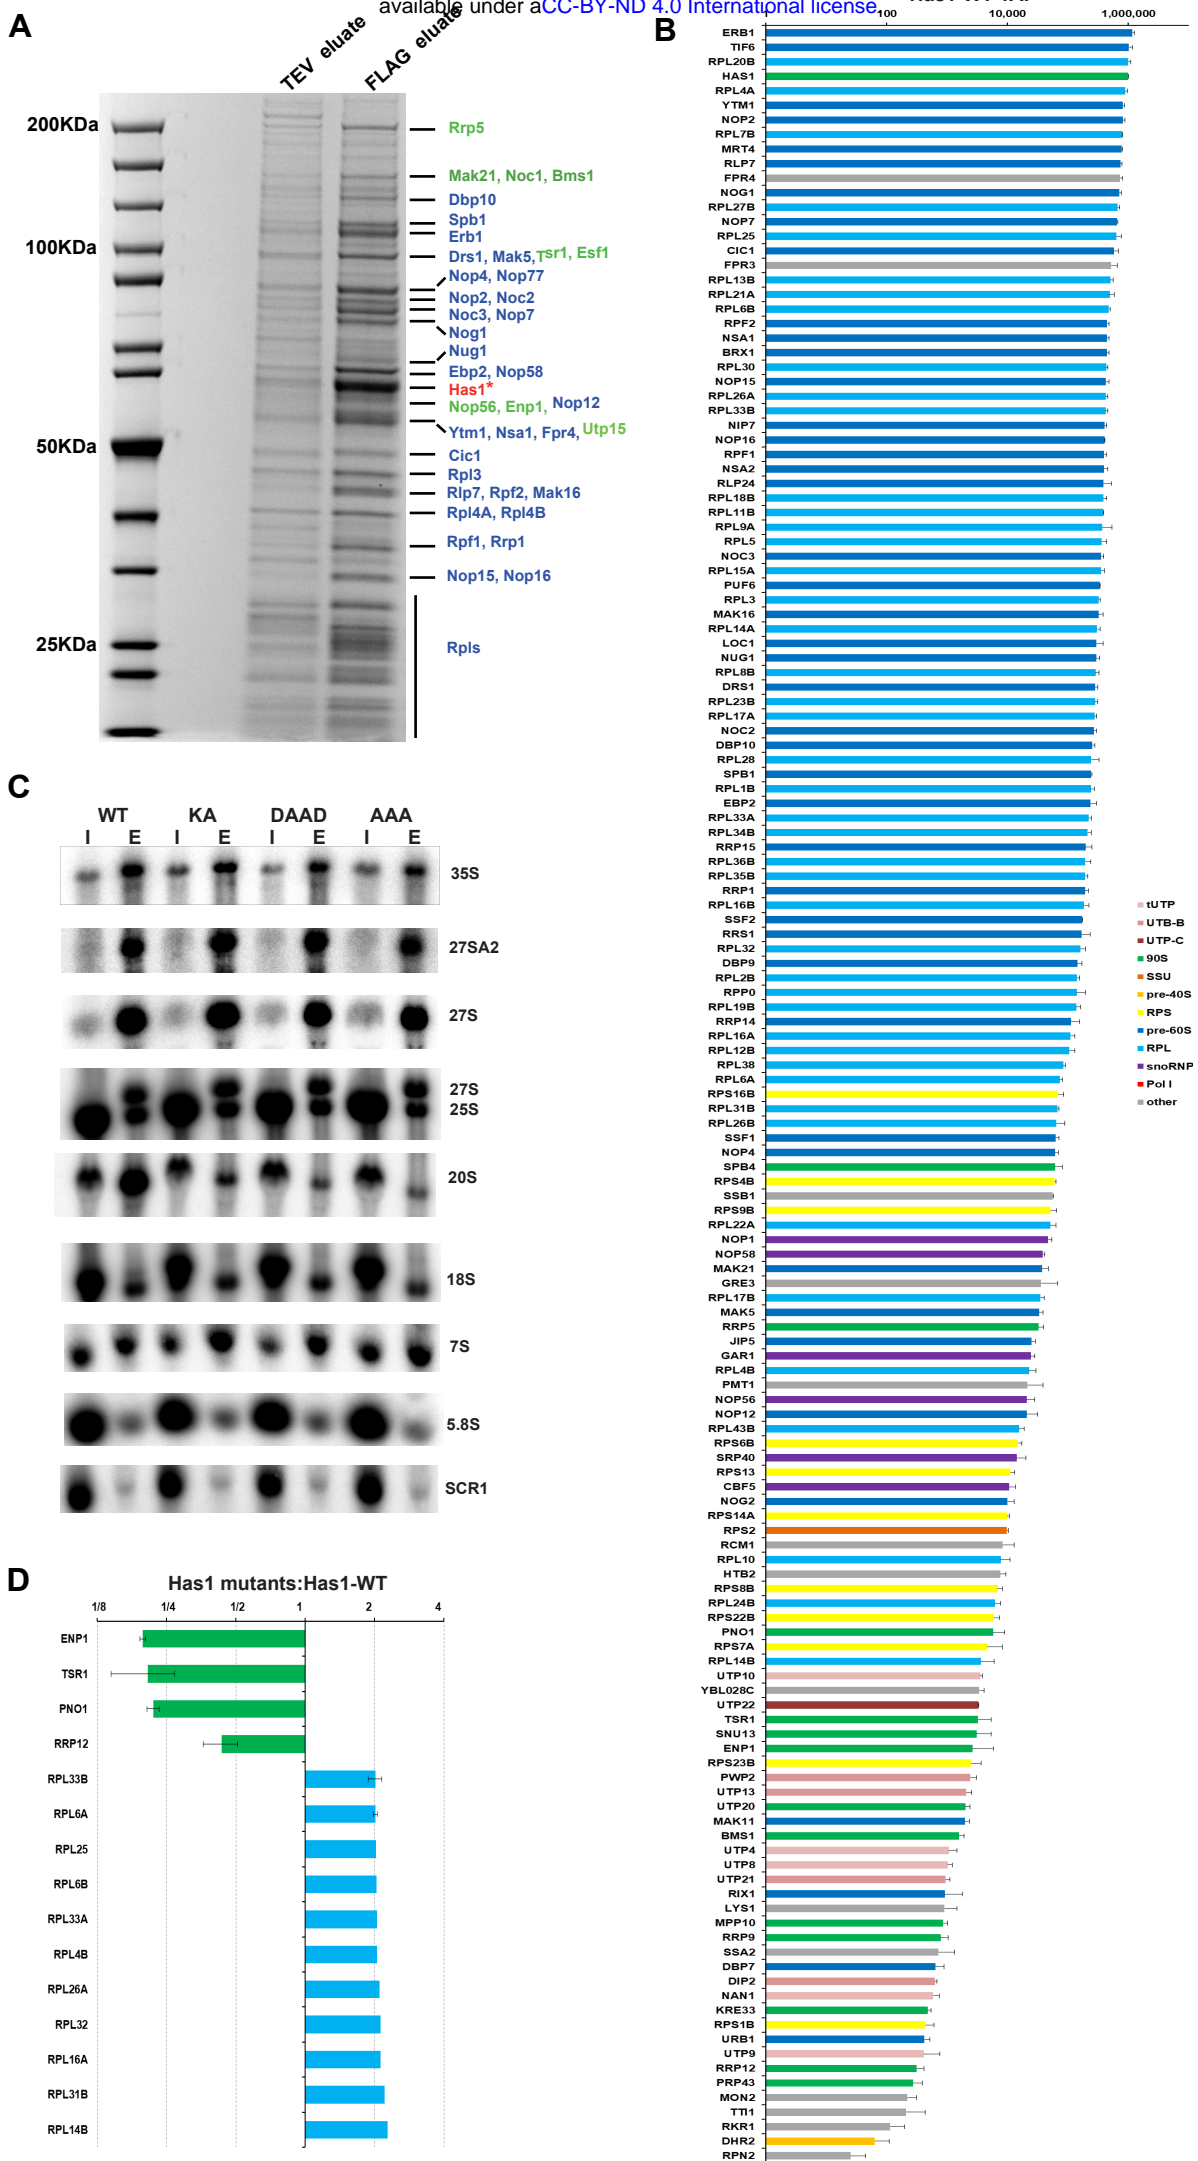 available under aCC-BY-ND 4.0 International license.
A
TEV eluate
FLAG eluate
200KDa
100KDa
50KDa
25KDa
Rrp5
Mak21, Noc1, Bms1
Dbp10
Spb1
Erb1
Drs1, Mak5,Tsr1, Esf1
Nop4, Nop77
Nop2, Noc2
Noc3, Nop7
Nog1
Nug1
Ebp2, Nop58
Has1*
Nop56, Enp1, Nop12
Ytm1, Nsa1, Fpr4, Utp15
Cic1
Rpl3
Rlp7, Rpf2, Mak16
Rpl4A, Rpl4B
Rpf1, Rrp1
Nop15, Nop16
Rpls
B
100
10,000
1,000,000
ERB1
TIF6
RPL20B
HAS1
RPL4A
YTM1
NOP2
RPL7B
MRT4
RLP7
FPR4
NOG1
RPL27B
NOP7
RPL25
CIC1
FPR3
RPL13B
RPL21A
RPL6B
RPF2
NSA1
BRX1
RPL30
NOP15
RPL26A
RPL33B
NIP7
NOP16
RPF1
NSA2
RLP24
RPL18B
RPL11B
RPL9A
RPL5
NOC3
RPL15A
PUF6
RPL3
MAK16
RPL14A
LOC1
NUG1
RPL8B
DRS1
RPL23B
RPL17A
NOC2
DBP10
RPL28
SPB1
RPL1B
EBP2
RPL33A
RPL34B
RRP15
RPL36B
RPL35B
RRP1
RPL16B
SSF2
RRS1
RPL32
DBP9
RPL2B
RPP0
RPL19B
RRP14
RPL16A
RPL12B
RPL38
RPL6A
RPS16B
RPL31B
RPL26B
SSF1
NOP4
SPB4
RPS4B
SSB1
RPS9B
RPL22A
NOP1
NOP58
MAK21
GRE3
RPL17B
MAK5
RRP5
JIP5
GAR1
RPL4B
PMT1
NOP56
NOP12
RPL43B
RPS6B
SRP40
RPS13
CBF5
NOG2
RPS14A
RPS2
RCM1
RPL10
HTB2
RPS8B
RPL24B
RPS22B
PNO1
RPS7A
RPL14B
UTP10
YBL028C
UTP22
TSR1
SNU13
ENP1
RPS23B
PWP2
UTP13
UTP20
MAK11
BMS1
UTP4
UTP8
UTP21
RIX1
LYS1
MPP10
RRP9
SSA2
DBP7
DIP2
NAN1
KRE33
RPS1B
URB1
UTP9
RRP12
PRP43
MON2
TTI1
RKR1
DHR2
RPN2
tUTP
UTB-B
UTP-C
90S
SSU
pre-40S
RPS
pre-60S
RPL
snoRNP
Pol I
other
C
WT KA DAAD AAA
I E I E I E I E
35S
27SA2
27S
27S
25S
20S
18S
7S
5.8S
SCR1
D
Has1 mutants:Has1-WT
1/8 1/4 1/2 1 2 4
ENP1
TSR1
PNO1
RRP12
RPL33B
RPL6A
RPL25
RPL6B
RPL33A
RPL4B
RPL26A
RPL32
RPL16A
RPL31B
RPL14B